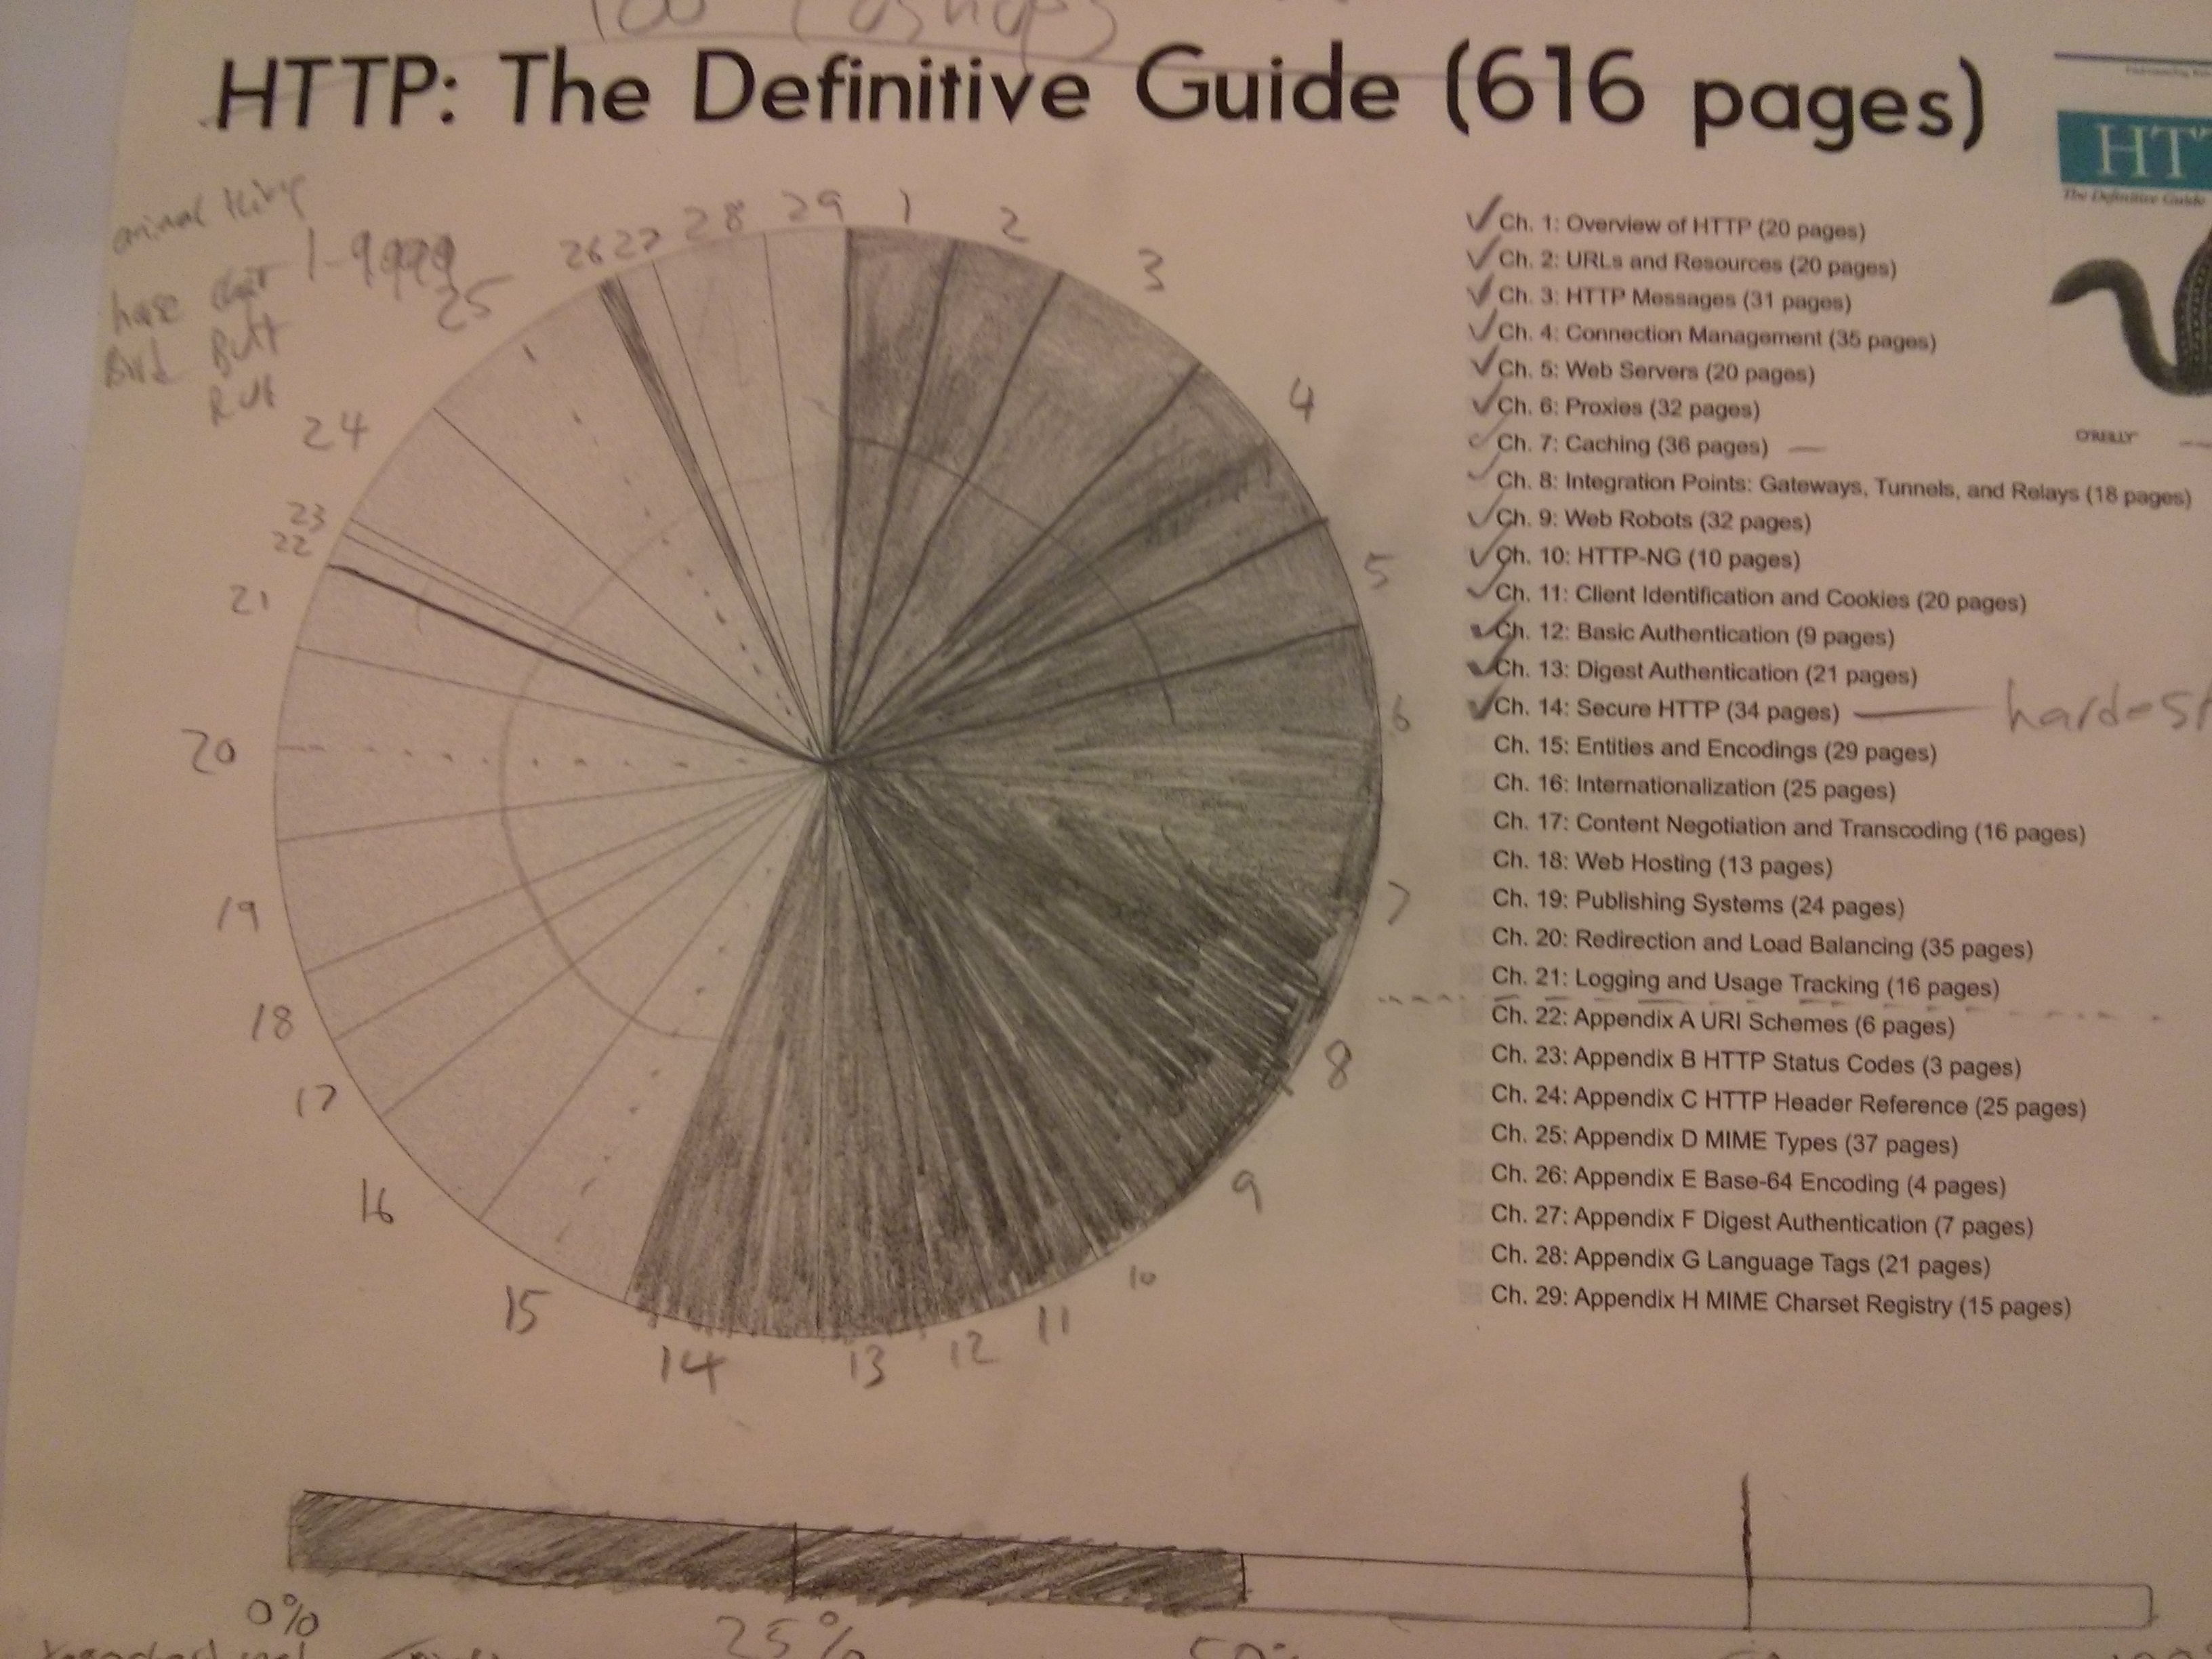 HTTP: The Definitive Guide (616 pages)
HT
The Definitive Guide
O'REILLY
animal thing
1-9999
Butt
Ch. 1: Overview of HTTP (20 pages)
Ch. 2: URLs and Resources (20 pages)
Ch. 3: HTTP Messages (31 pages)
Ch. 4: Connection Management (35 pages)
Ch. 5: Web Servers (20 pages)
Ch. 6: Proxies (32 pages)
Ch. 7: Caching (36 pages)
Ch. 8: Integration Points: Gateways, Tunnels, and Relays (18 pages)
Ch. 9: Web Robots (32 pages)
Ch. 10: HTTP-NG (10 pages)
Ch. 11: Client Identification and Cookies (20 pages)
Ch. 12: Basic Authentication (9 pages)
Ch. 13: Digest Authentication (21 pages)
Ch. 14: Secure HTTP (34 pages)
hardest
Ch. 15: Entities and Encodings (29 pages)
Ch. 16: Internationalization (25 pages)
Ch. 17: Content Negotiation and Transcoding (16 pages)
Ch. 18: Web Hosting (13 pages)
Ch. 19: Publishing Systems (24 pages)
Ch. 20: Redirection and Load Balancing (35 pages)
Ch. 21: Logging and Usage Tracking (16 pages)
Ch. 22: Appendix A URI Schemes (6 pages)
Ch. 23: Appendix B HTTP Status Codes (3 pages)
Ch. 24: Appendix C HTTP Header Reference (25 pages)
Ch. 25: Appendix D MIME Types (37 pages)
Ch. 26: Appendix E Base-64 Encoding (4 pages)
Ch. 27: Appendix F Digest Authentication (7 pages)
Ch. 28: Appendix G Language Tags (21 pages)
Ch. 29: Appendix H MIME Charset Registry (15 pages)
1
2
3
4
5
6
7
8
9
10
11
12
13
14
15
16
17
18
19
20
21
22
23
24
25
26
27
28
29
0%
25%